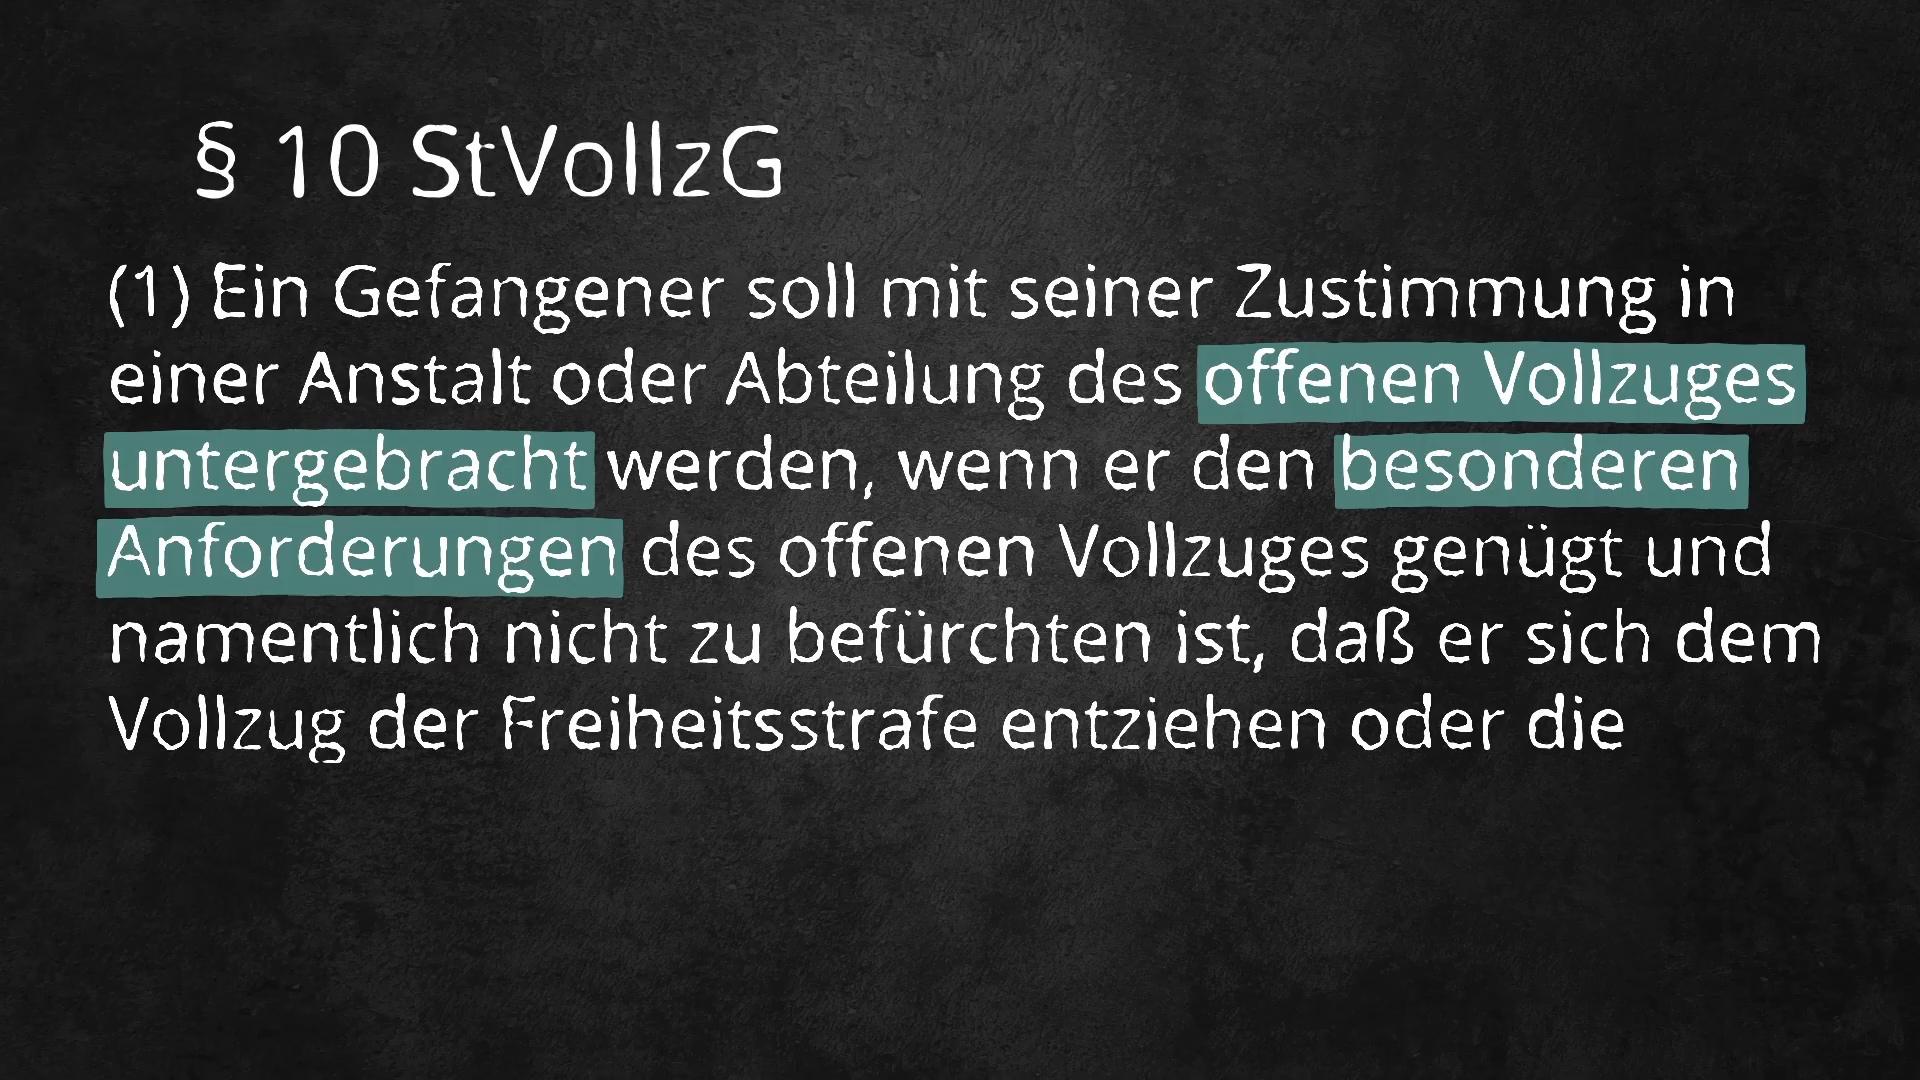 § 10 StVollzG
(1) Ein Gefangener soll mit seiner Zustimmung in
einer Anstalt oder Abteilung des offenen Vollzuges
untergebracht werden, wenn er den besonderen
Anforderungen des offenen Vollzuges genügt und
namentlich nicht zu befürchten ist, daß er sich dem
Vollzug der Freiheitsstrafe entziehen oder die